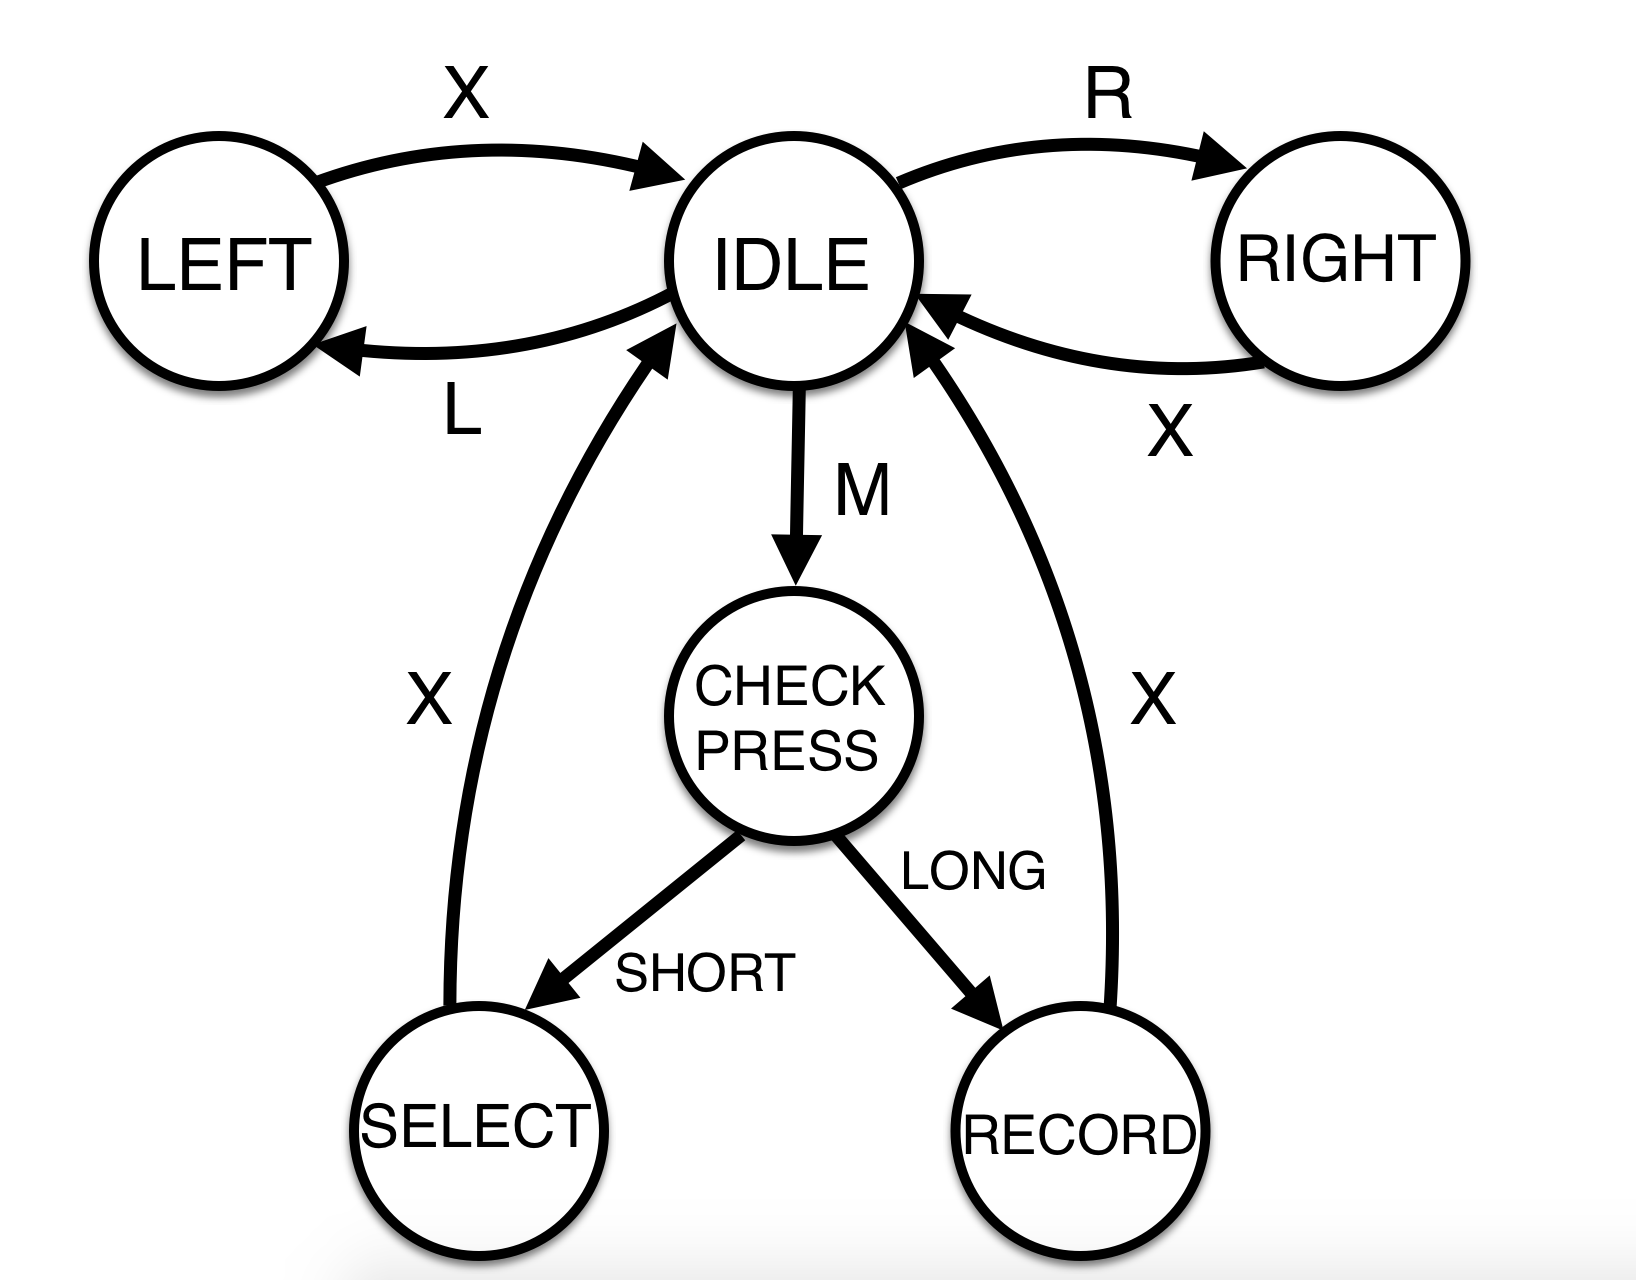 X
R
LEFT
IDLE
RIGHT
L
X
M
X
CHECK
PRESS
X
LONG
SHORT
SELECT
RECORD